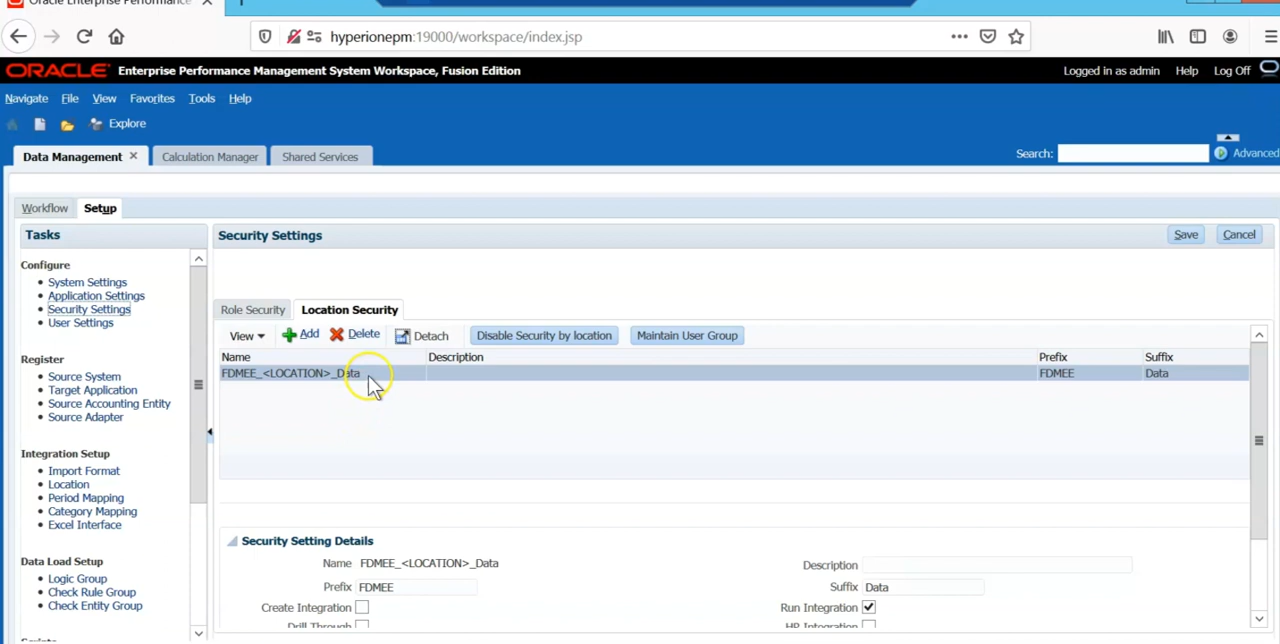 Oracle Enterprise Performance
hyperionepm:19000/workspace/index.jsp
ORACLE Enterprise Performance Management System Workspace, Fusion Edition Logged in as admin Help Log Off
Navigate File View Favorites Tools Help
Explore
Data Management Calculation Manager Shared Services Search: Advanced
Workflow Setup
Tasks Security Settings Save Cancel
Configure
System Settings
Application Settings
Security Settings
User Settings
Role Security Location Security
View Add Delete Detach Disable Security by location Maintain User Group
Name Description Prefix Suffix
FDMEE_<LOCATION>_Data FDMEE Data
Register
Source System
Target Application
Source Accounting Entity
Source Adapter
Integration Setup
Import Format
Location
Period Mapping
Category Mapping
Excel Interface
Data Load Setup
Logic Group
Check Rule Group
Check Entity Group
Scripts
Security Setting Details
Name FDMEE_<LOCATION>_Data Description
Prefix FDMEE Suffix Data
Create Integration Run Integration
Drill Through HR Integration